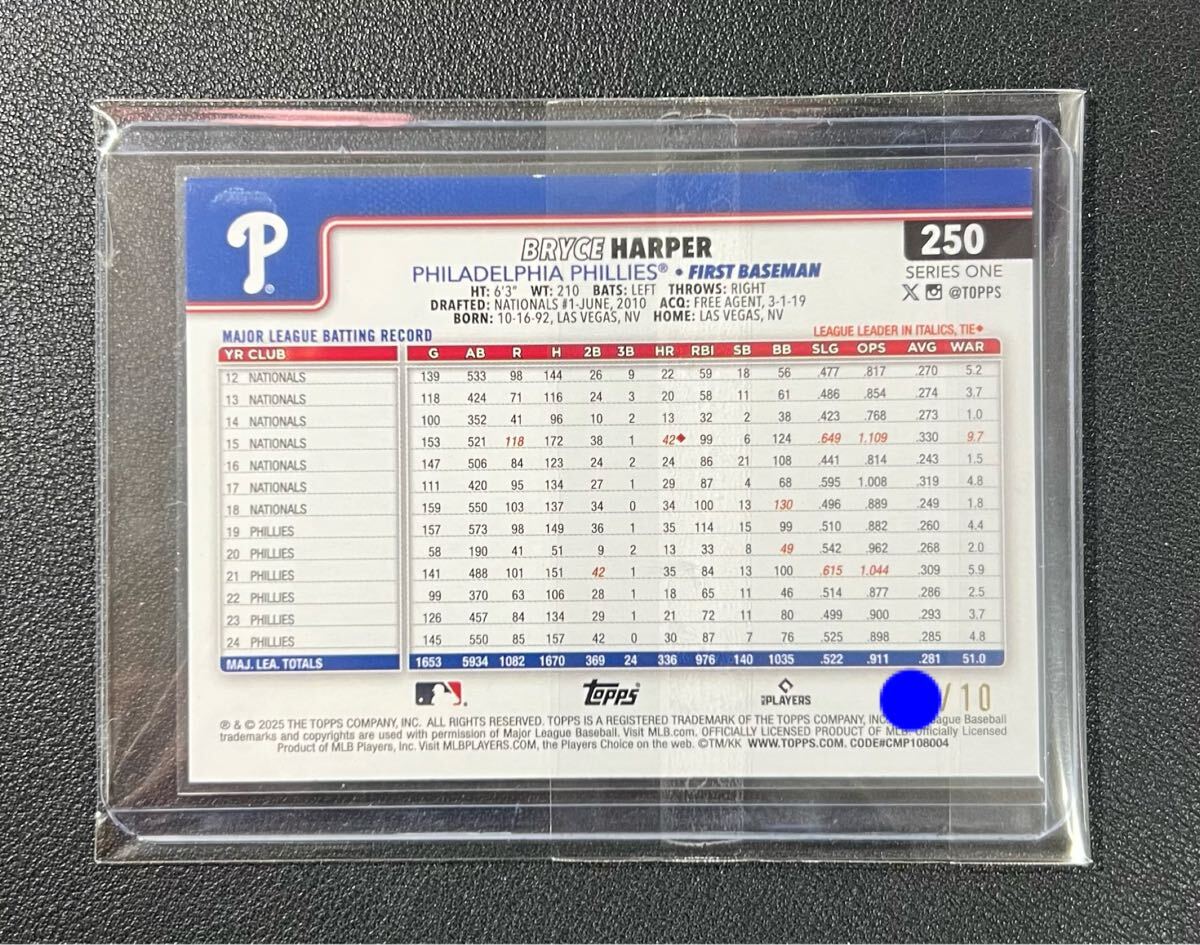 P
BRYCE HARPER
250
PHILADELPHIA PHILLIES® • FIRST BASEMAN
SERIES ONE
HT: 6'3" WT: 210 BATS: LEFT THROWS: RIGHT
@TOPPS
DRAFTED: NATIONALS #1-JUNE, 2010 ACQ: FREE AGENT, 3-1-19
BORN: 10-16-92, LAS VEGAS, NV HOME: LAS VEGAS, NV
MAJOR LEAGUE BATTING RECORD
LEAGUE LEADER IN ITALICS, TIE◆
YR CLUB G AB R H 2B 3B HR RBI SB BB SLG OPS AVG WAR
12 NATIONALS 139 533 98 144 26 9 22 59 18 56 .477 .817 .270 5.2
13 NATIONALS 118 424 71 116 24 3 20 58 11 61 .486 .854 .274 3.7
14 NATIONALS 100 352 41 96 10 2 13 32 2 38 .423 .768 .273 1.0
15 NATIONALS 153 521 118 172 38 1 42◆ 99 6 124 .649 1.109 .330 9.7
16 NATIONALS 147 506 84 123 24 2 24 86 21 108 .441 .814 .243 1.5
17 NATIONALS 111 420 95 134 27 1 29 87 4 68 .595 1.008 .319 4.8
18 NATIONALS 159 550 103 137 34 0 34 100 13 130 .496 .889 .249 1.8
19 PHILLIES 157 573 98 149 36 1 35 114 15 99 .510 .882 .260 4.4
20 PHILLIES 58 190 41 51 9 2 13 33 8 49 .542 .962 .268 2.0
21 PHILLIES 141 488 101 151 42 1 35 84 13 100 .615 1.044 .309 5.9
22 PHILLIES 99 370 63 106 28 1 18 65 11 46 .514 .877 .286 2.5
23 PHILLIES 126 457 84 134 29 1 21 72 11 80 .499 .900 .293 3.7
24 PHILLIES 145 550 85 157 42 0 30 87 7 76 .525 .898 .285 4.8
MAJ. LEA. TOTALS 1653 5934 1082 1670 369 24 336 976 140 1035 .522 .911 .281 51.0
topps PLAYERS /10
® & © 2025 THE TOPPS COMPANY, INC. ALL RIGHTS RESERVED. TOPPS IS A REGISTERED TRADEMARK OF THE TOPPS COMPANY, INC. League Baseball
trademarks and copyrights are used with permission of Major League Baseball. Visit MLB.com. OFFICIALLY LICENSED PRODUCT OF MLB Officially Licensed
Product of MLB Players, Inc. Visit MLBPLAYERS.COM, the Players Choice on the web. ©TM/KK WWW.TOPPS.COM. CODE#CMP108004